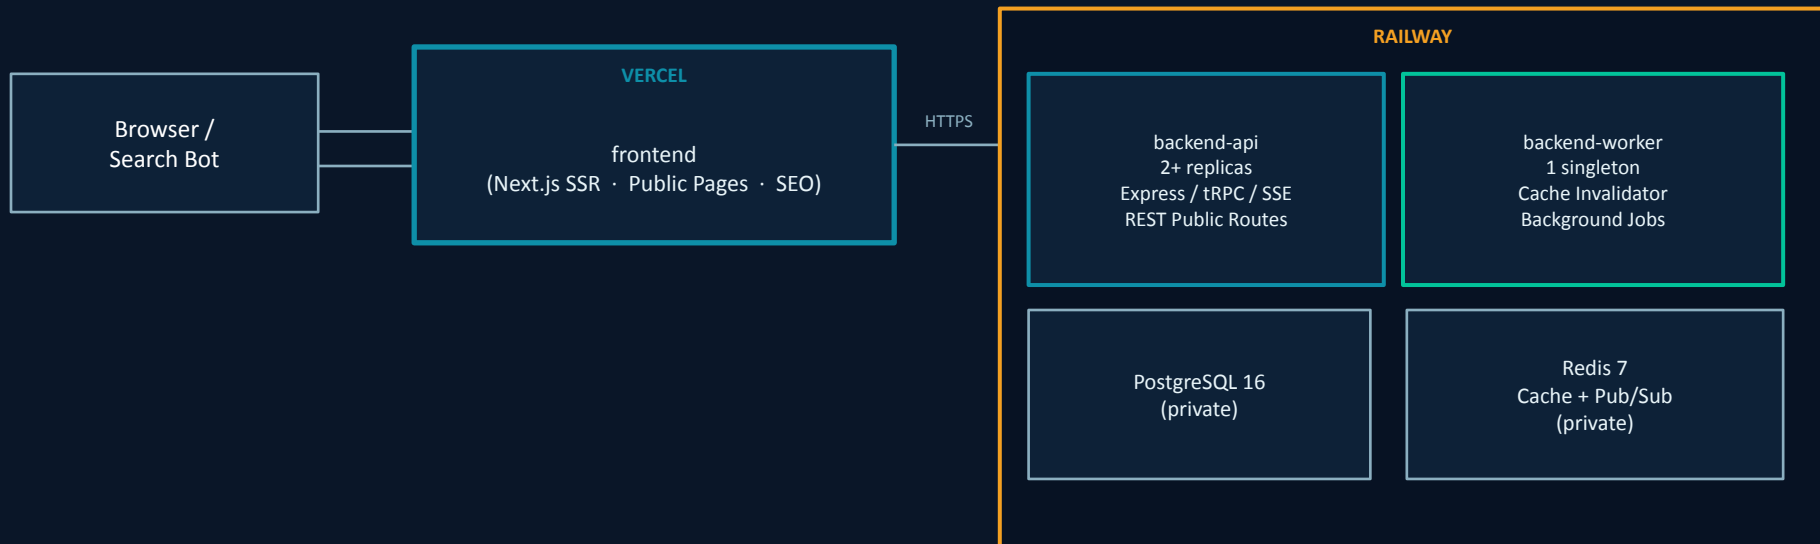 Browser /
Search Bot
VERCEL
frontend
(Next.js SSR · Public Pages · SEO)
HTTPS
RAILWAY
backend-api
2+ replicas
Express / tRPC / SSE
REST Public Routes
backend-worker
1 singleton
Cache Invalidator
Background Jobs
PostgreSQL 16
(private)
Redis 7
Cache + Pub/Sub
(private)